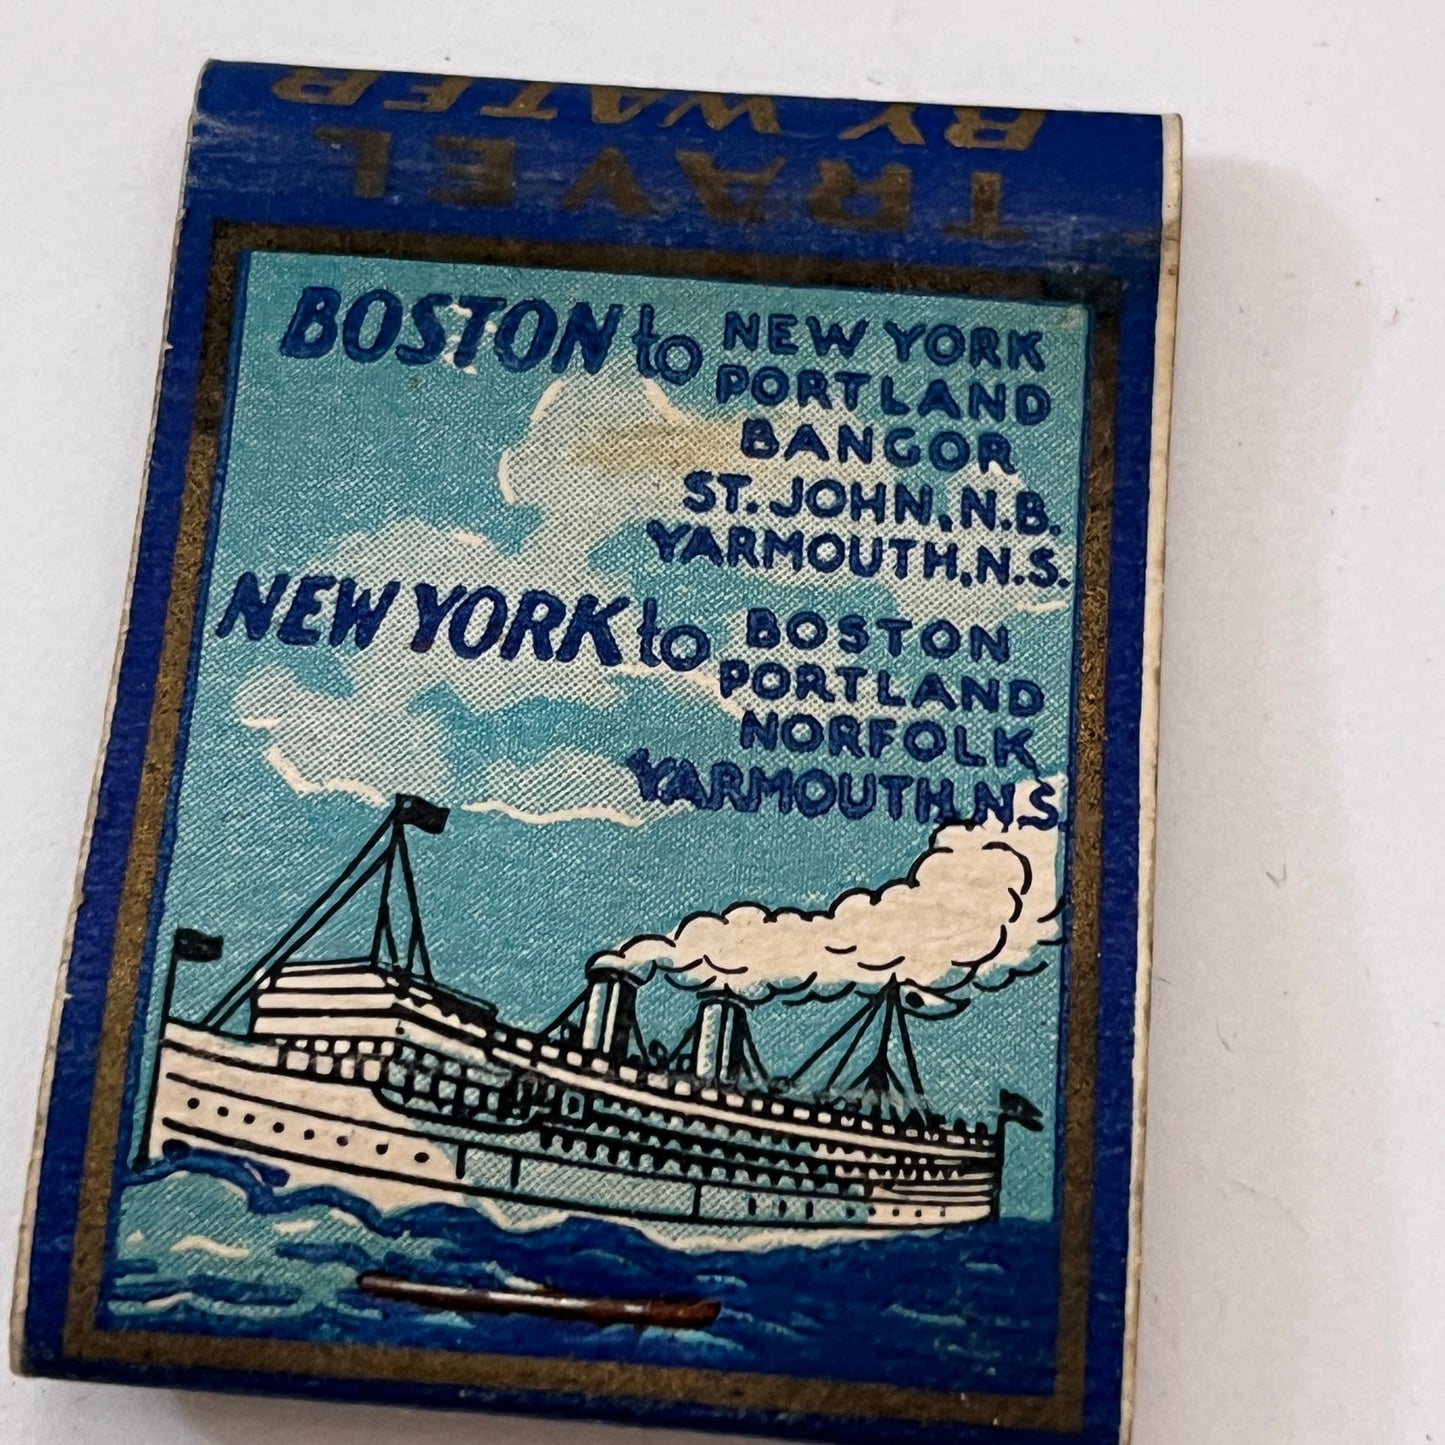 TRAVEL
BY WATER
BOSTON to NEW YORK
PORTLAND
BANGOR
ST. JOHN, N.B.
YARMOUTH, N.S.
NEW YORK to BOSTON
PORTLAND
NORFOLK
YARMOUTH, N.S.